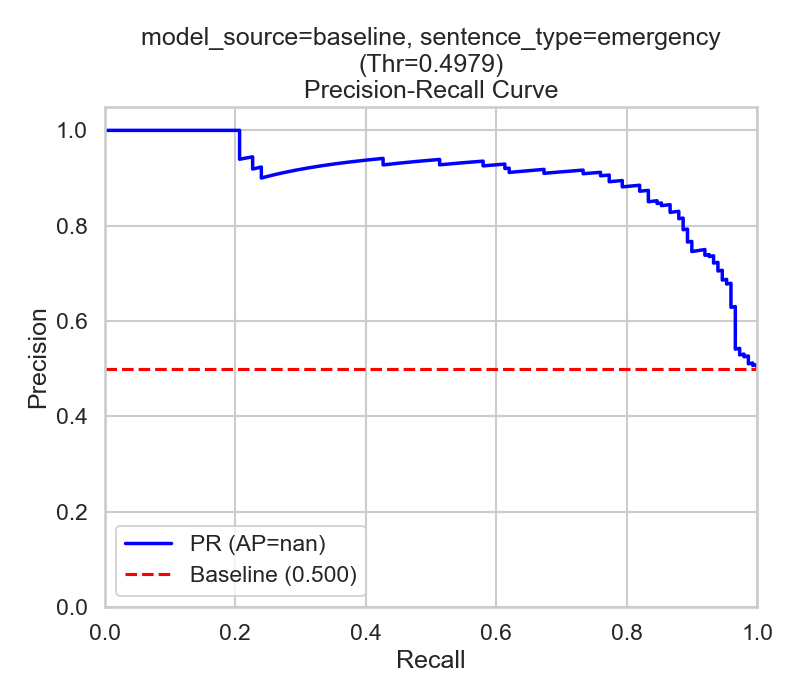 model_source=baseline, sentence_type=emergency
(Thr=0.4979)
Precision-Recall Curve
1.0
0.8
0.6
0.4
0.2
0.0
Precision
PR (AP=nan)
Baseline (0.500)
0.0 0.2 0.4 0.6 0.8 1.0
Recall